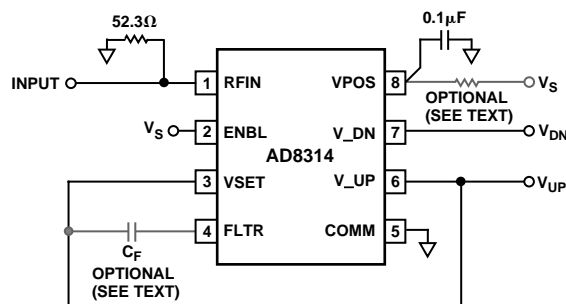 52.3Ω
0.1µF
INPUT
1 RFIN VPOS 8
OPTIONAL
(SEE TEXT)
VS
VS
2 ENBL V_DN 7
VDN
AD8314
3 VSET V_UP 6
VUP
4 FLTR COMM 5
CF
OPTIONAL
(SEE TEXT)